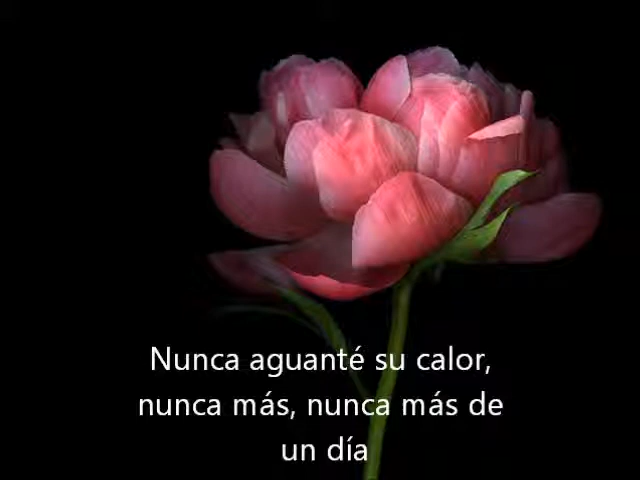 Nunca aguanté su calor,
nunca más, nunca más de
un día